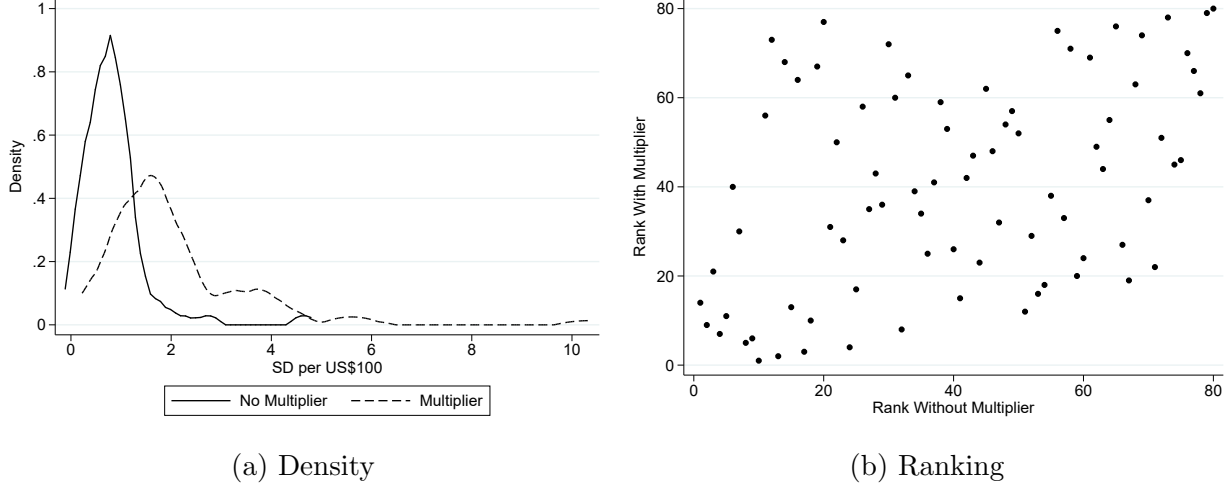 1
.8
.6
.4
.2
0
Density
0 2 4 6 8 10
SD per US$100
No Multiplier Multiplier
(a) Density
80
60
40
20
0
Rank With Multiplier
0 20 40 60 80
Rank Without Multiplier
(b) Ranking